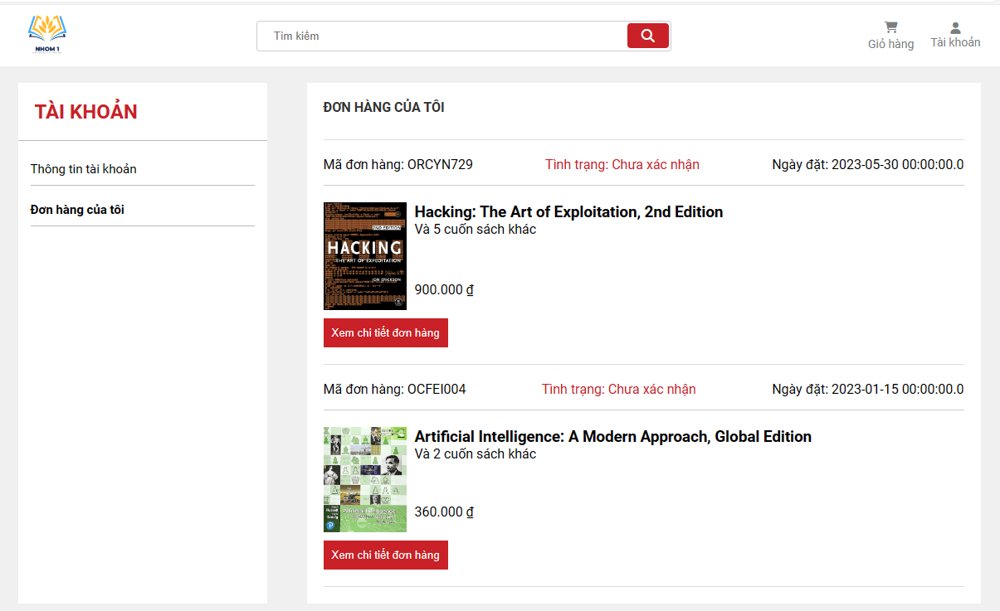 NHOM 1
Tìm kiếm
Giỏ hàng
Tài khoản
TÀI KHOẢN
Thông tin tài khoản
Đơn hàng của tôi
ĐƠN HÀNG CỦA TÔI
Mã đơn hàng: ORCYN729 Tình trạng: Chưa xác nhận Ngày đặt: 2023-05-30 00:00:00.0
2ND EDITION
HACKING
THE ART OF EXPLOITATION
JON ERICKSON
Hacking: The Art of Exploitation, 2nd Edition
Và 5 cuốn sách khác
900.000 ₫
Xem chi tiết đơn hàng
Mã đơn hàng: OCFEI004 Tình trạng: Chưa xác nhận Ngày đặt: 2023-01-15 00:00:00.0
Russell
Norvig
Artificial Intelligence
Artificial Intelligence: A Modern Approach, Global Edition
Và 2 cuốn sách khác
360.000 ₫
Xem chi tiết đơn hàng